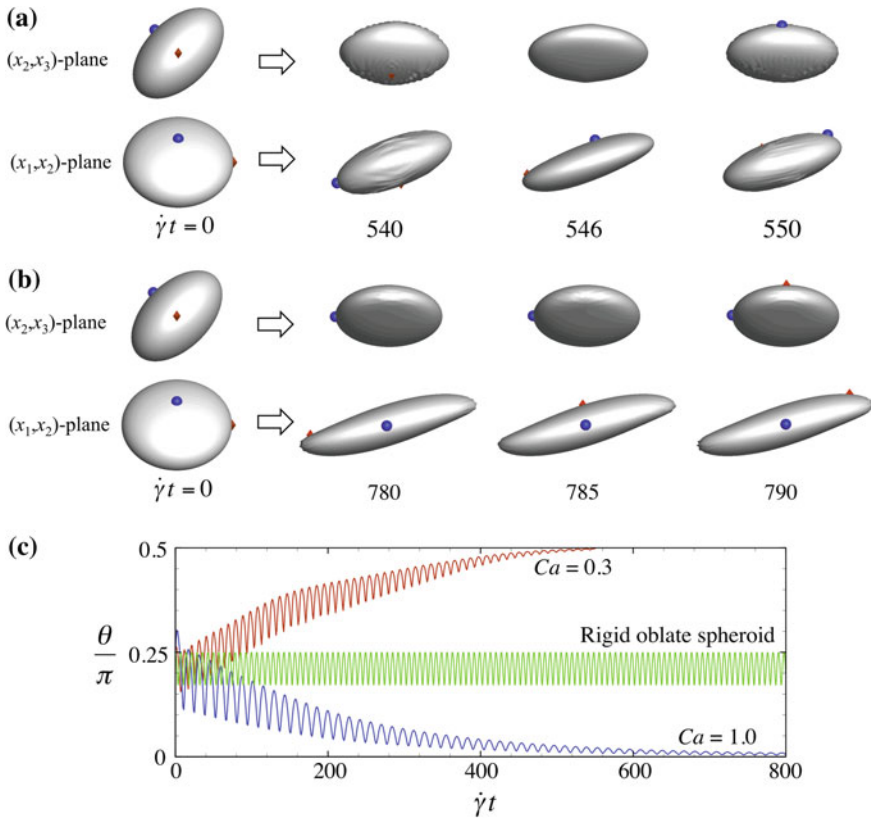 (a)
(x₂,x₃)-plane
(x₁,x₂)-plane
γ̇ t = 0 540 546 550
(b)
(x₂,x₃)-plane
(x₁,x₂)-plane
γ̇ t = 0 780 785 790
(c)
0.5
Ca = 0.3
θ/π
0.25
Rigid oblate spheroid
Ca = 1.0
0
0 200 400 600 800
γ̇ t